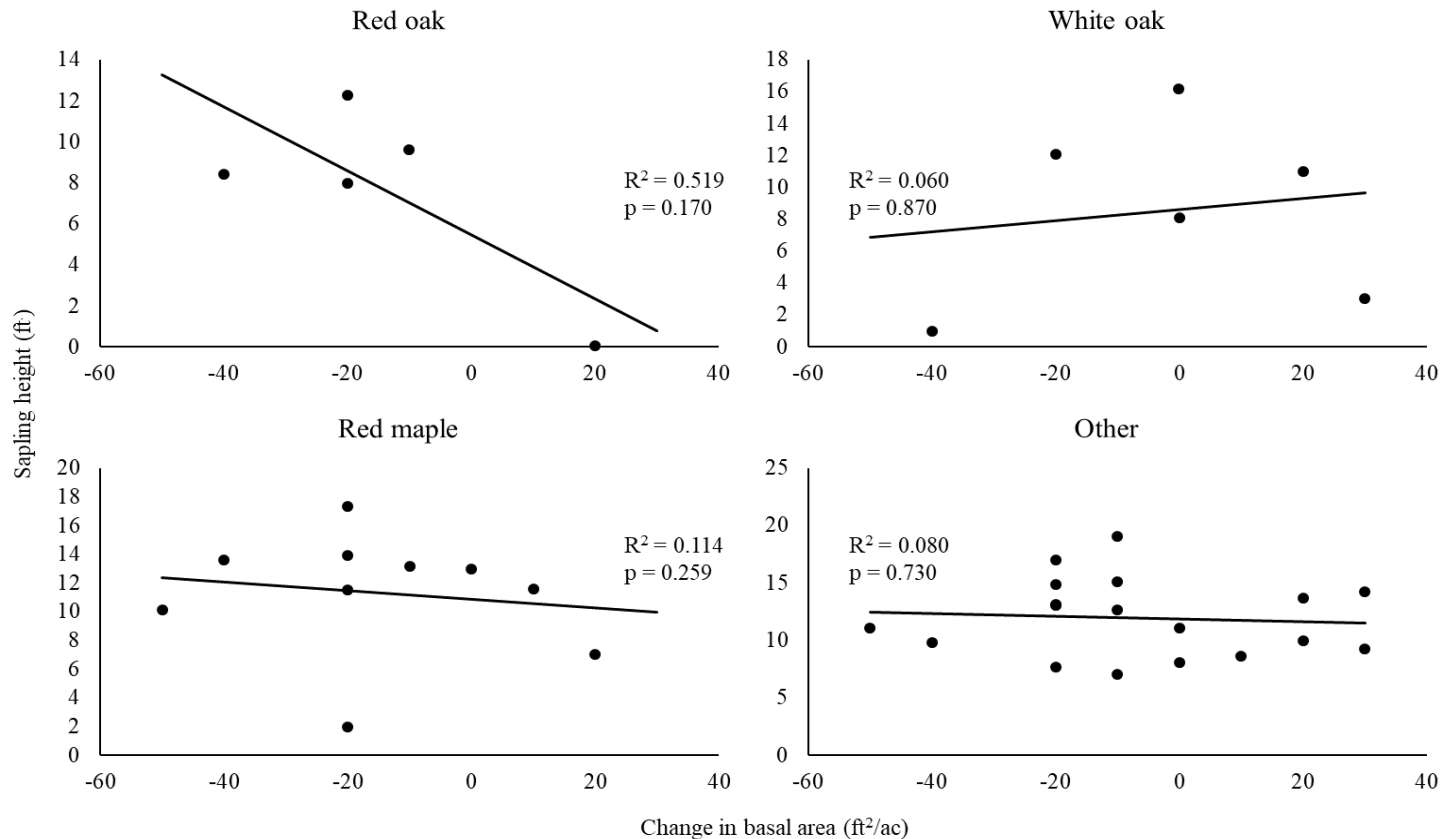 Red oak
14
12
10
8
6
4
2
0
-60 -40 -20 0 20 40
R² = 0.519
p = 0.170
White oak
18
16
14
12
10
8
6
4
2
0
-60 -40 -20 0 20 40
R² = 0.060
p = 0.870
Sapling height (ft)
Red maple
20
18
16
14
12
10
8
6
4
2
0
-60 -40 -20 0 20 40
R² = 0.114
p = 0.259
Other
25
20
15
10
5
0
-60 -40 -20 0 20 40
R² = 0.080
p = 0.730
Change in basal area (ft²/ac)